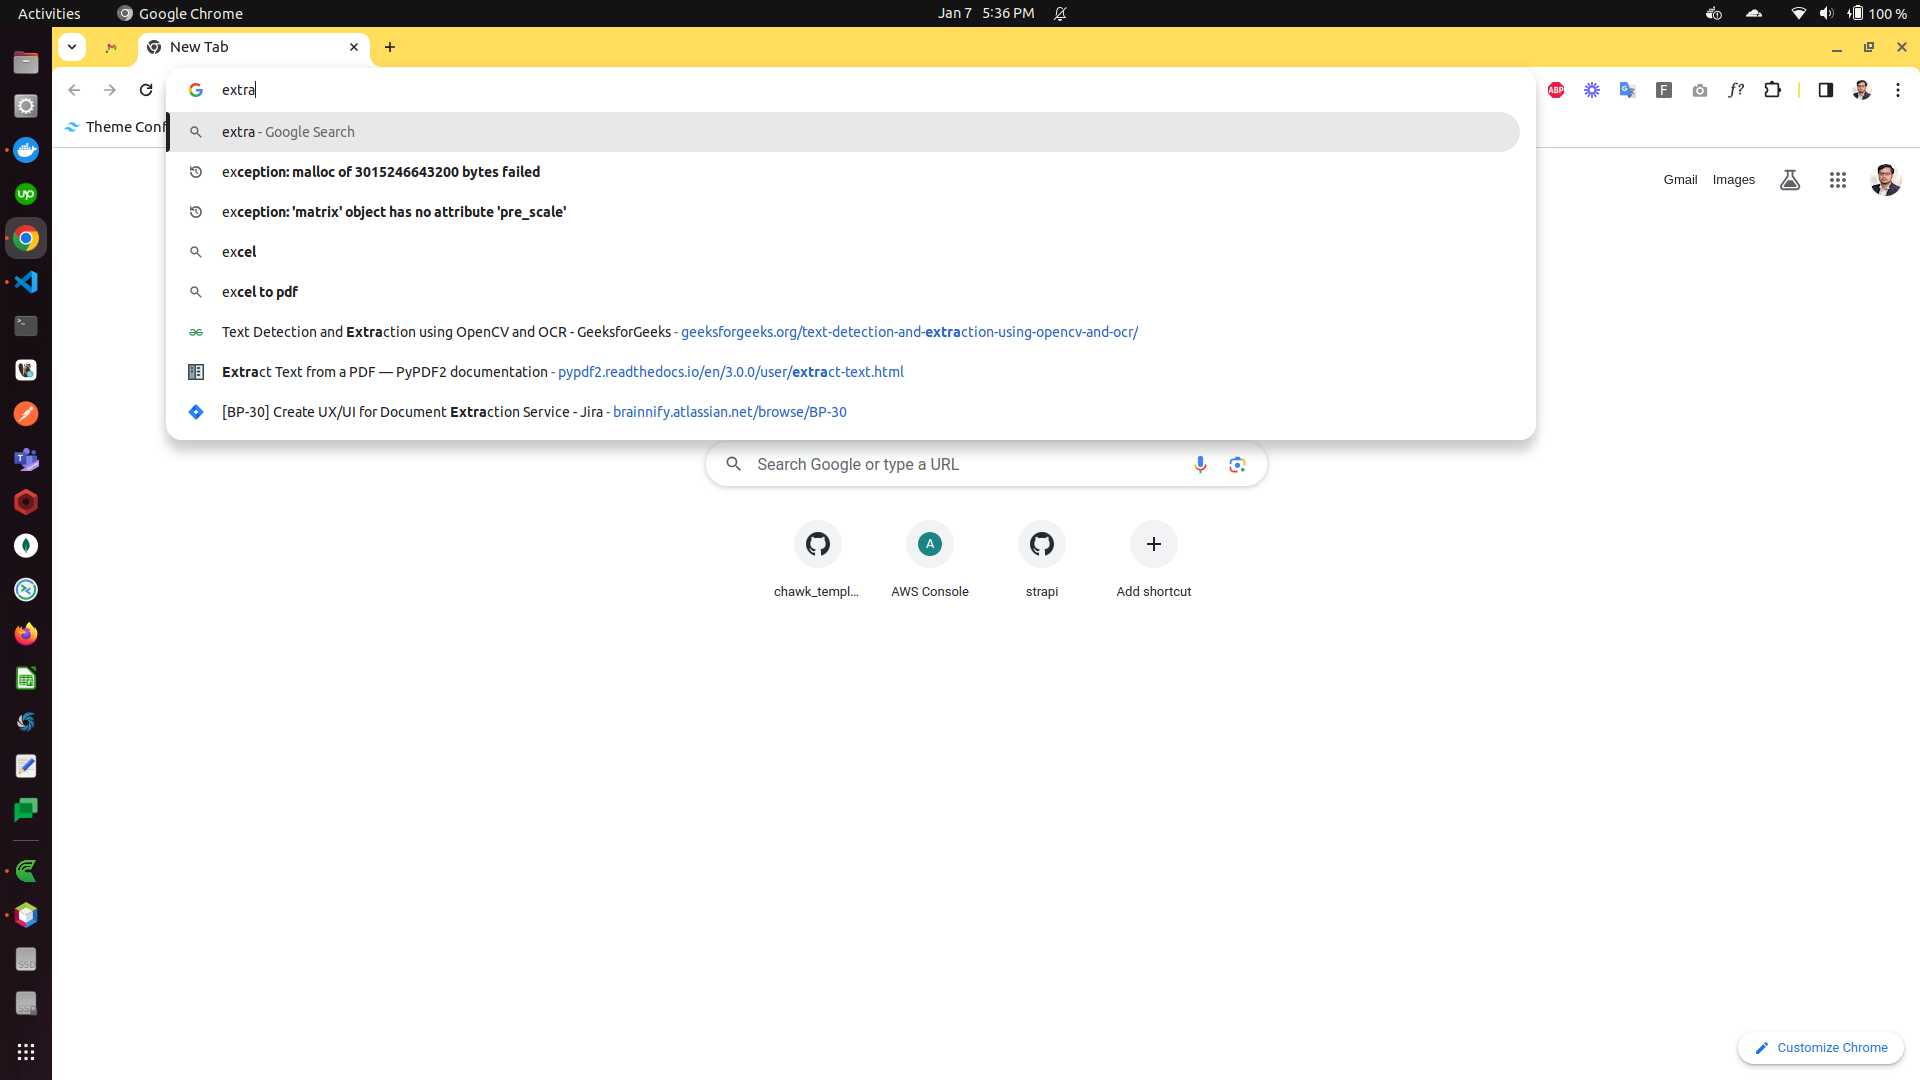 Activities Google Chrome Jan 7 5:36 PM 100 %
New Tab
extra ABP F f?
Theme Conf
extra - Google Search
exception: malloc of 3015246643200 bytes failed
Gmail Images
exception: 'matrix' object has no attribute 'pre_scale'
excel
excel to pdf
Text Detection and Extraction using OpenCV and OCR - GeeksforGeeks - geeksforgeeks.org/text-detection-and-extraction-using-opencv-and-ocr/
Extract Text from a PDF — PyPDF2 documentation - pypdf2.readthedocs.io/en/3.0.0/user/extract-text.html
[BP-30] Create UX/UI for Document Extraction Service - Jira - brainnify.atlassian.net/browse/BP-30
Search Google or type a URL
A
chawk_templ... AWS Console strapi Add shortcut
up
SSD
SSD
Customize Chrome